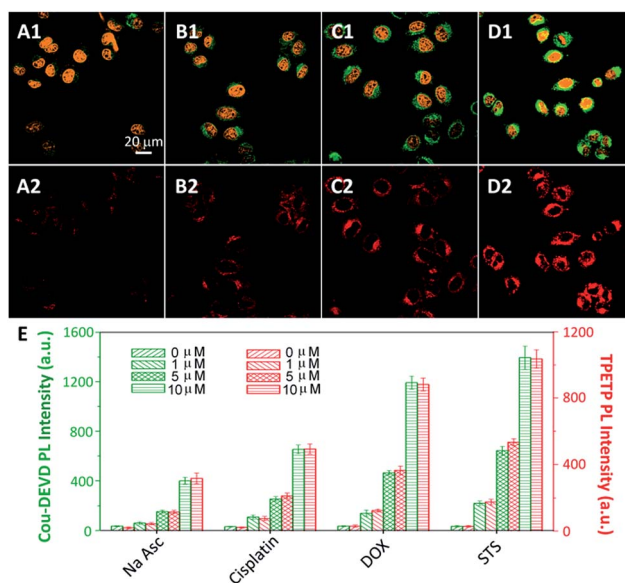 A1 B1 C1 D1
20 μm
A2 B2 C2 D2
E
Cou-DEVD PL Intensity (a.u.)
1600
1200
800
400
0
0 μM 0 μM
1 μM 1 μM
5 μM 5 μM
10 μM 10 μM
1200
800
400
0
TPETP PL Intensity (a.u.)
Na Asc Cisplatin DOX STS